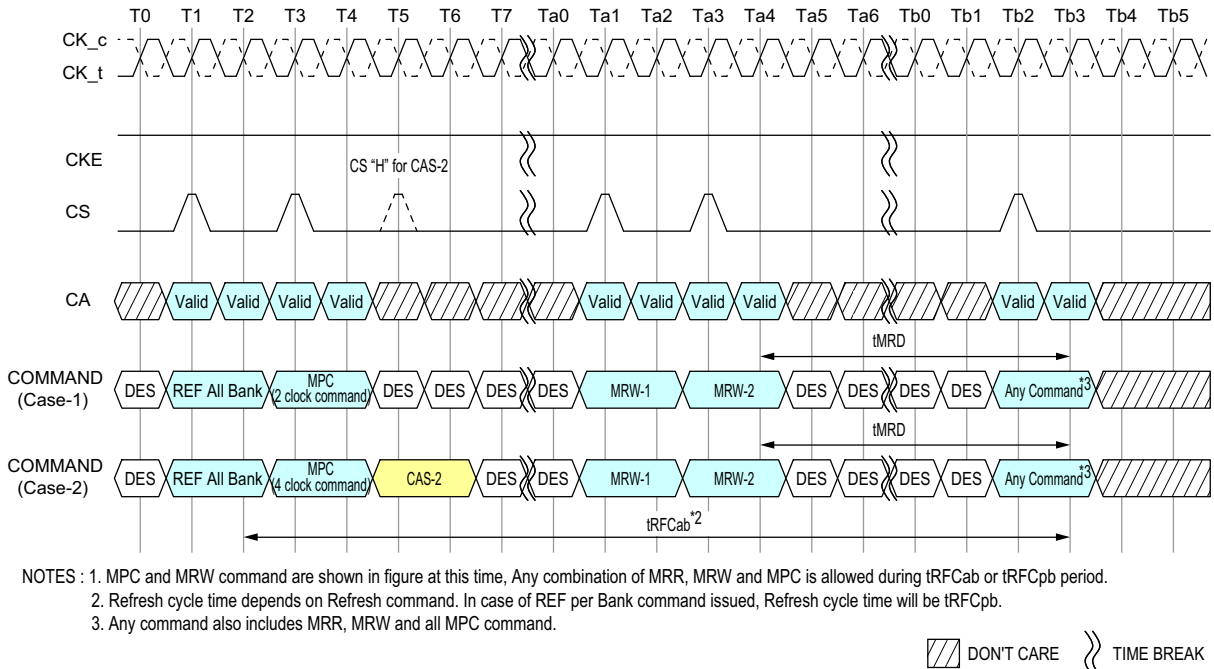 T0 T1 T2 T3 T4 T5 T6 T7 Ta0 Ta1 Ta2 Ta3 Ta4 Ta5 Ta6 Tb0 Tb1 Tb2 Tb3 Tb4 Tb5
CK_c
CK_t
CKE
CS “H” for CAS-2
CS
CA Valid Valid Valid Valid Valid Valid Valid Valid Valid Valid
tMRD
COMMAND
(Case-1)
DES REF All Bank MPC
(2 clock command)
DES DES DES DES MRW-1 MRW-2 DES DES DES DES Any Command*3
tMRD
COMMAND
(Case-2)
DES REF All Bank MPC
(4 clock command)
CAS-2 DES DES MRW-1 MRW-2 DES DES DES DES Any Command*3
tRFCab*2
NOTES : 1. MPC and MRW command are shown in figure at this time, Any combination of MRR, MRW and MPC is allowed during tRFCab or tRFCpb period.
2. Refresh cycle time depends on Refresh command. In case of REF per Bank command issued, Refresh cycle time will be tRFCpb.
3. Any command also includes MRR, MRW and all MPC command.
DON'T CARE TIME BREAK